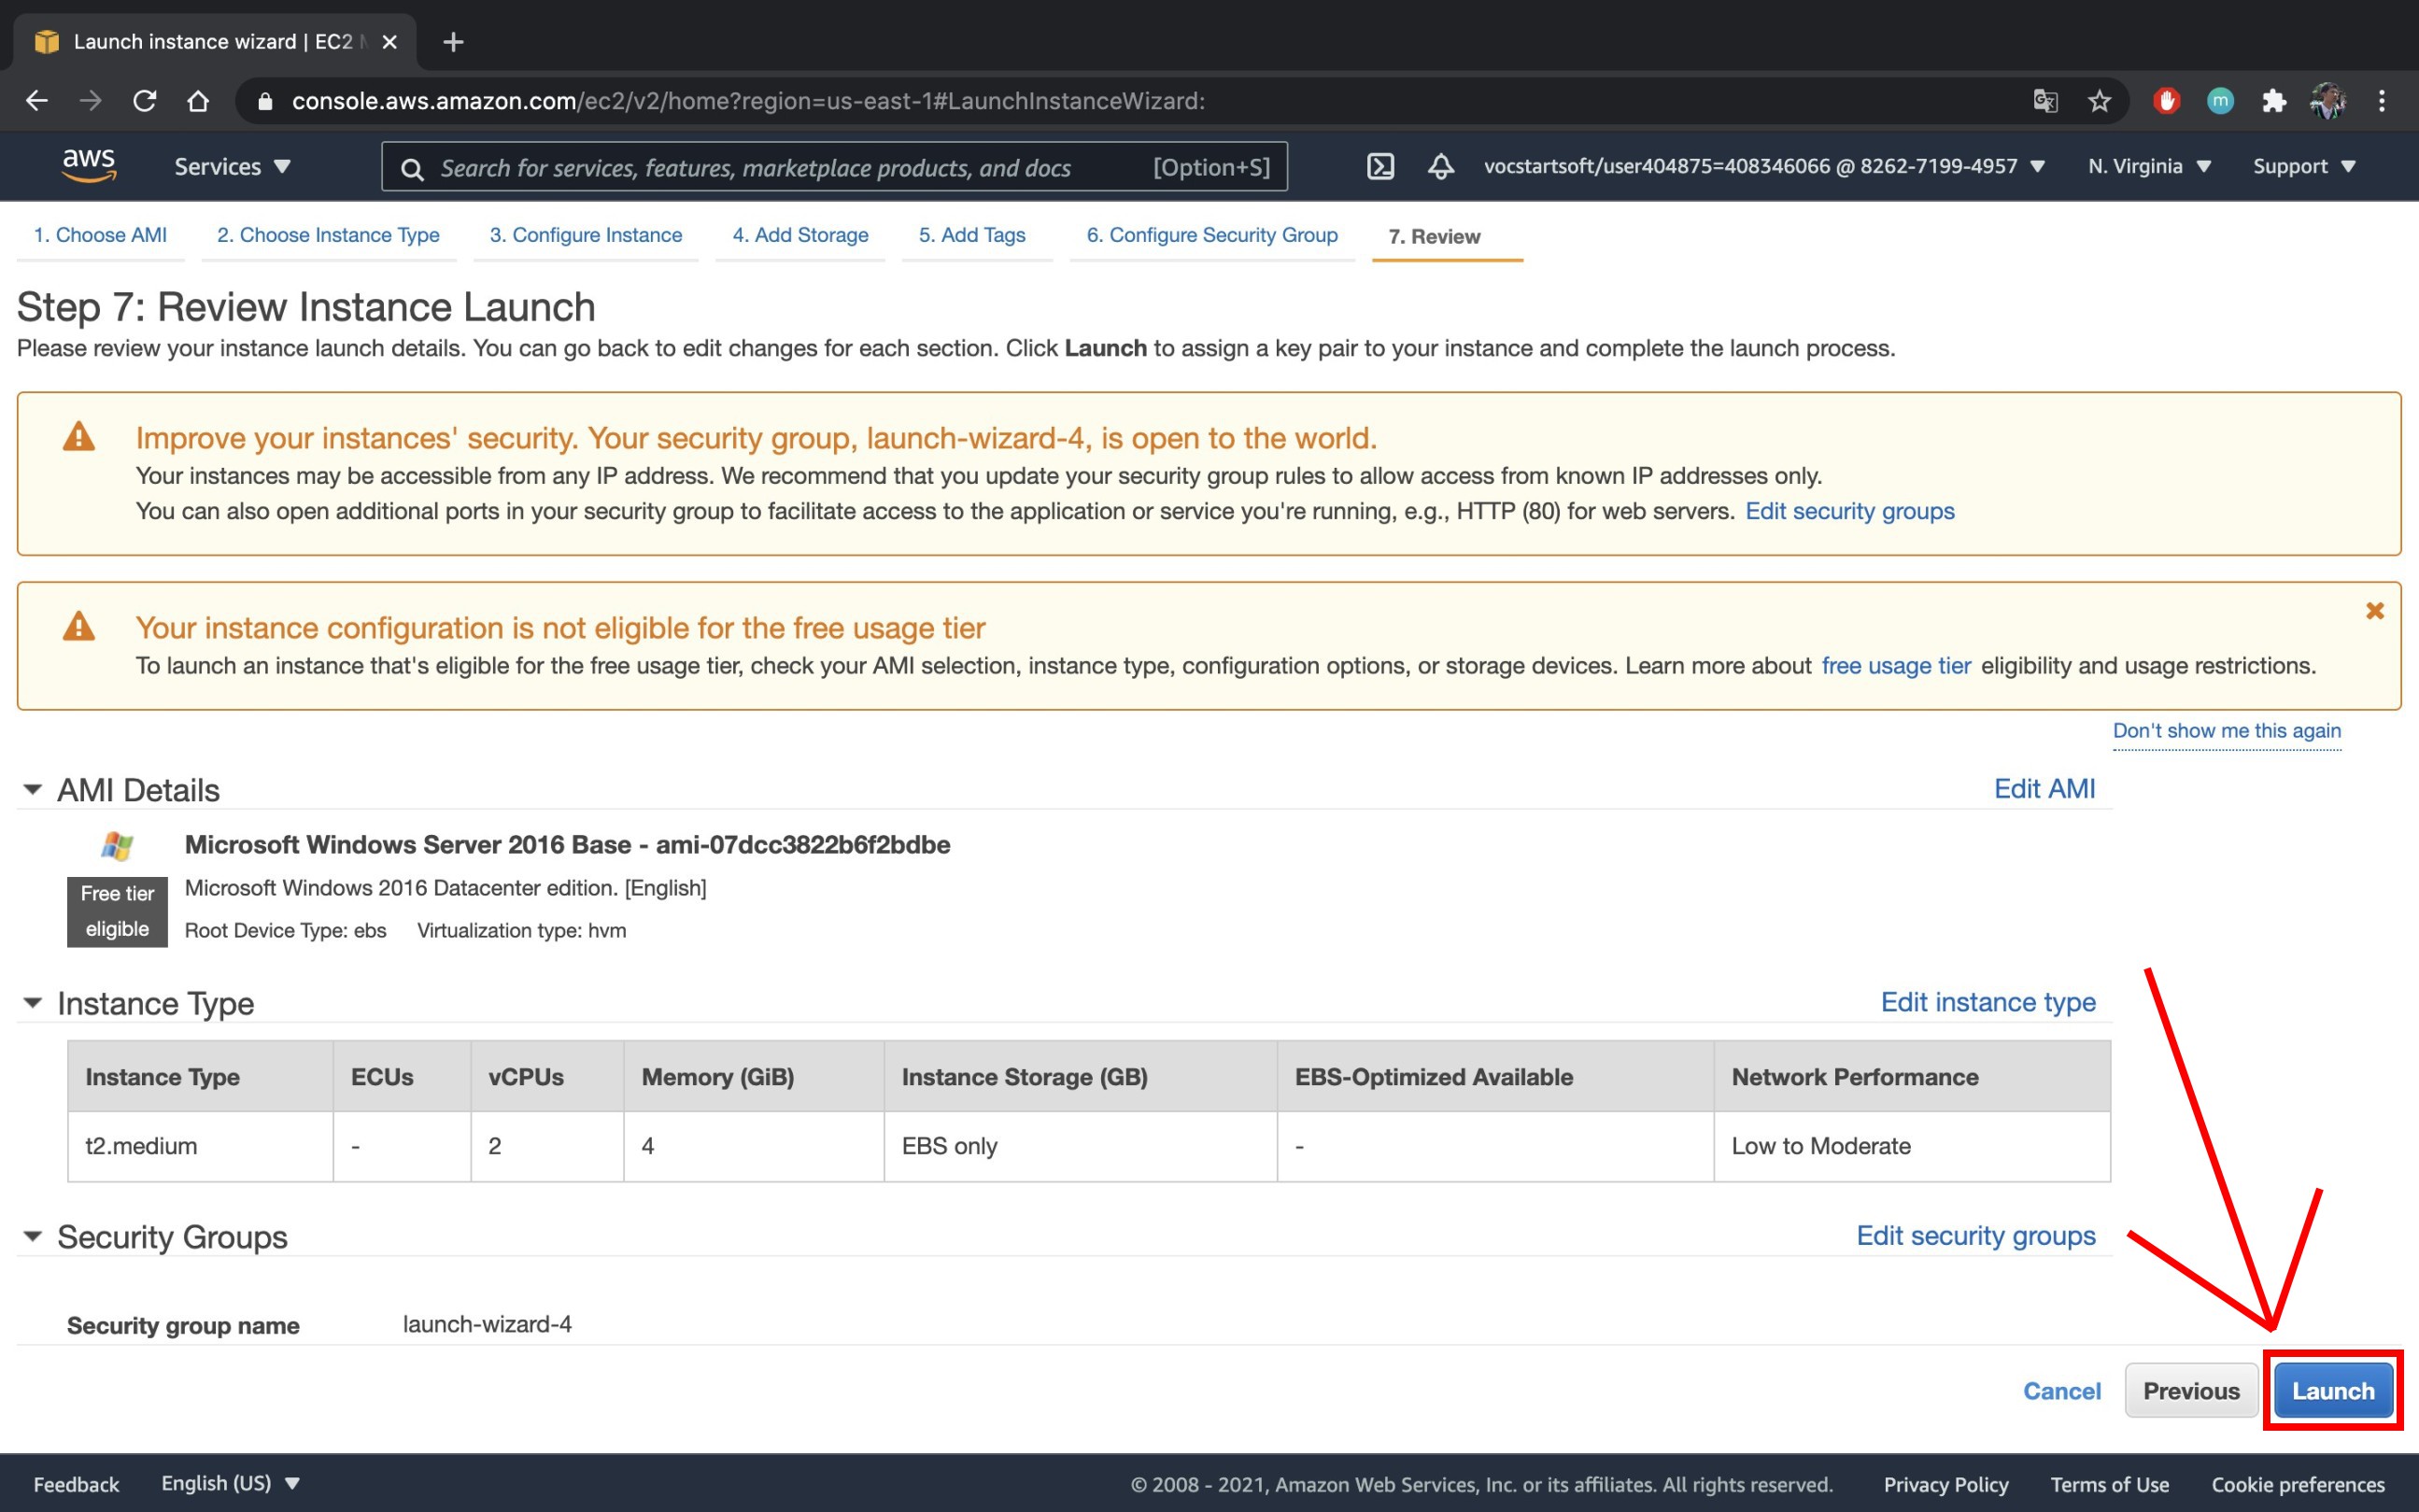 Launch instance wizard | EC2
console.aws.amazon.com/ec2/v2/home?region=us-east-1#LaunchInstanceWizard:
m
aws
Services
Search for services, features, marketplace products, and docs
[Option+S]
vocstartsoft/user404875=408346066 @ 8262-7199-4957
N. Virginia
Support
1. Choose AMI
2. Choose Instance Type
3. Configure Instance
4. Add Storage
5. Add Tags
6. Configure Security Group
7. Review
Step 7: Review Instance Launch
Please review your instance launch details. You can go back to edit changes for each section. Click Launch to assign a key pair to your instance and complete the launch process.
Improve your instances' security. Your security group, launch-wizard-4, is open to the world.
Your instances may be accessible from any IP address. We recommend that you update your security group rules to allow access from known IP addresses only.
You can also open additional ports in your security group to facilitate access to the application or service you're running, e.g., HTTP (80) for web servers. Edit security groups
Your instance configuration is not eligible for the free usage tier
To launch an instance that's eligible for the free usage tier, check your AMI selection, instance type, configuration options, or storage devices. Learn more about free usage tier eligibility and usage restrictions.
Don't show me this again
AMI Details
Edit AMI
Microsoft Windows Server 2016 Base - ami-07dcc3822b6f2bdbe
Free tier
eligible
Microsoft Windows 2016 Datacenter edition. [English]
Root Device Type: ebs Virtualization type: hvm
Instance Type
Edit instance type
Instance Type ECUs vCPUs Memory (GiB) Instance Storage (GB) EBS-Optimized Available Network Performance
t2.medium - 2 4 EBS only - Low to Moderate
Security Groups
Edit security groups
Security group name launch-wizard-4
Cancel
Previous
Launch
Feedback
English (US)
© 2008 - 2021, Amazon Web Services, Inc. or its affiliates. All rights reserved.
Privacy Policy
Terms of Use
Cookie preferences